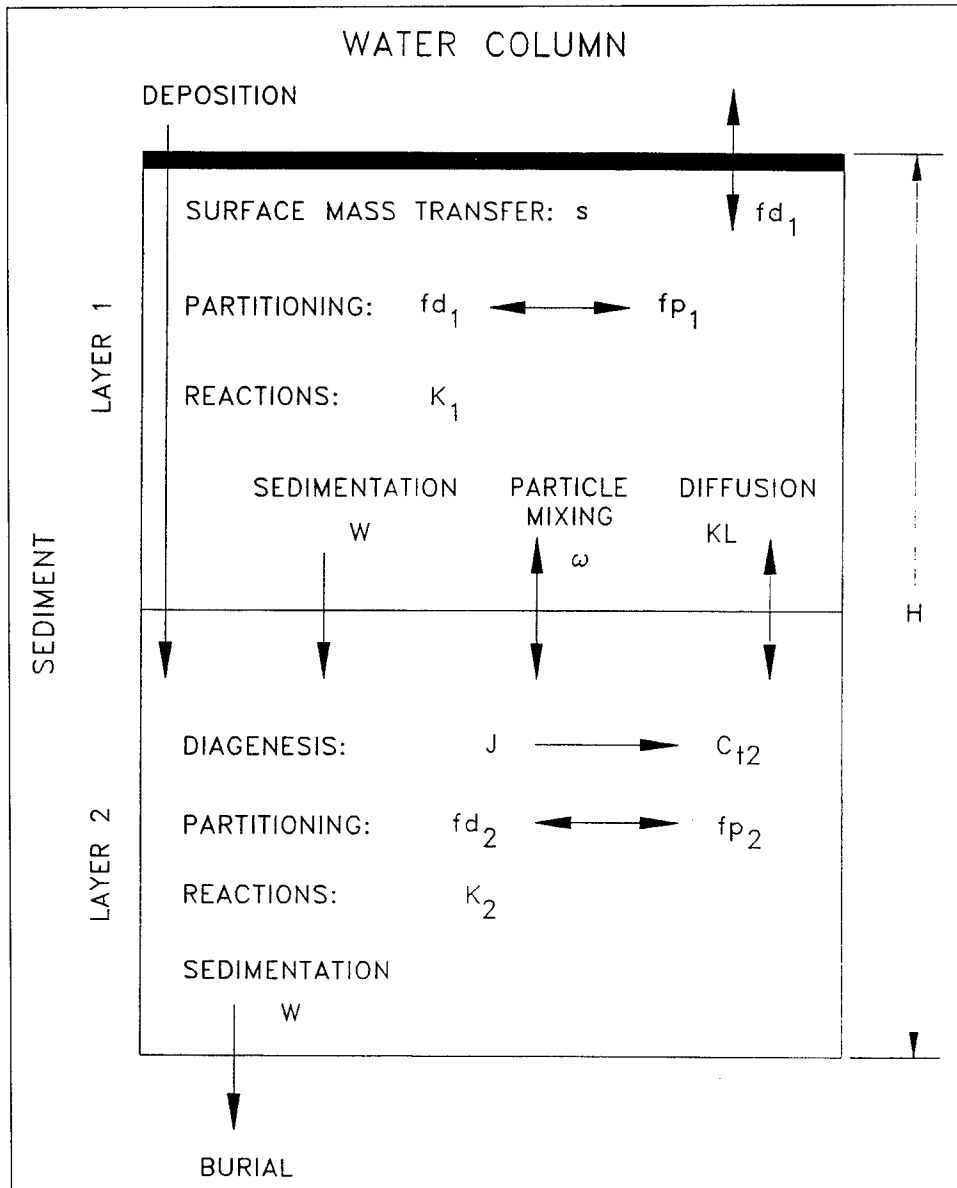 WATER COLUMN
DEPOSITION
SURFACE MASS TRANSFER: s fd₁
PARTITIONING: fd₁ fp₁
REACTIONS: K₁
LAYER 1
SEDIMENTATION PARTICLE DIFFUSION
MIXING
W ω KL
SEDIMENT
H
DIAGENESIS: J Cₜ₂
PARTITIONING: fd₂ fp₂
REACTIONS: K₂
LAYER 2
SEDIMENTATION
W
BURIAL